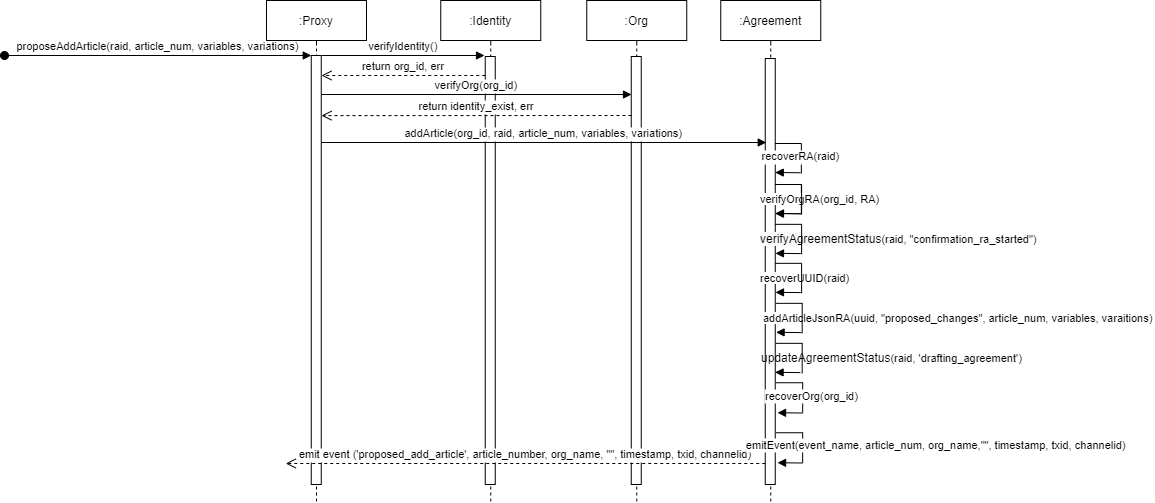 :Proxy
:Identity
:Org
:Agreement
proposeAddArticle(raid, article_num, variables, variations)
verifyIdentity()
return org_id, err
verifyOrg(org_id)
return identity_exist, err
addArticle(org_id, raid, article_num, variables, variations)
recoverRA(raid)
verifyOrgRA(org_id, RA)
verifyAgreementStatus(raid, "confirmation_ra_started")
recoverUUID(raid)
addArticleJsonRA(uuid, "proposed_changes", article_num, variables, varaitions)
updateAgreementStatus(raid, 'drafting_agreement')
recoverOrg(org_id)
emitEvent(event_name, article_num, org_name,"", timestamp, txid, channelid)
emit event ('proposed_add_article', article_number, org_name, "", timestamp, txid, channelid)